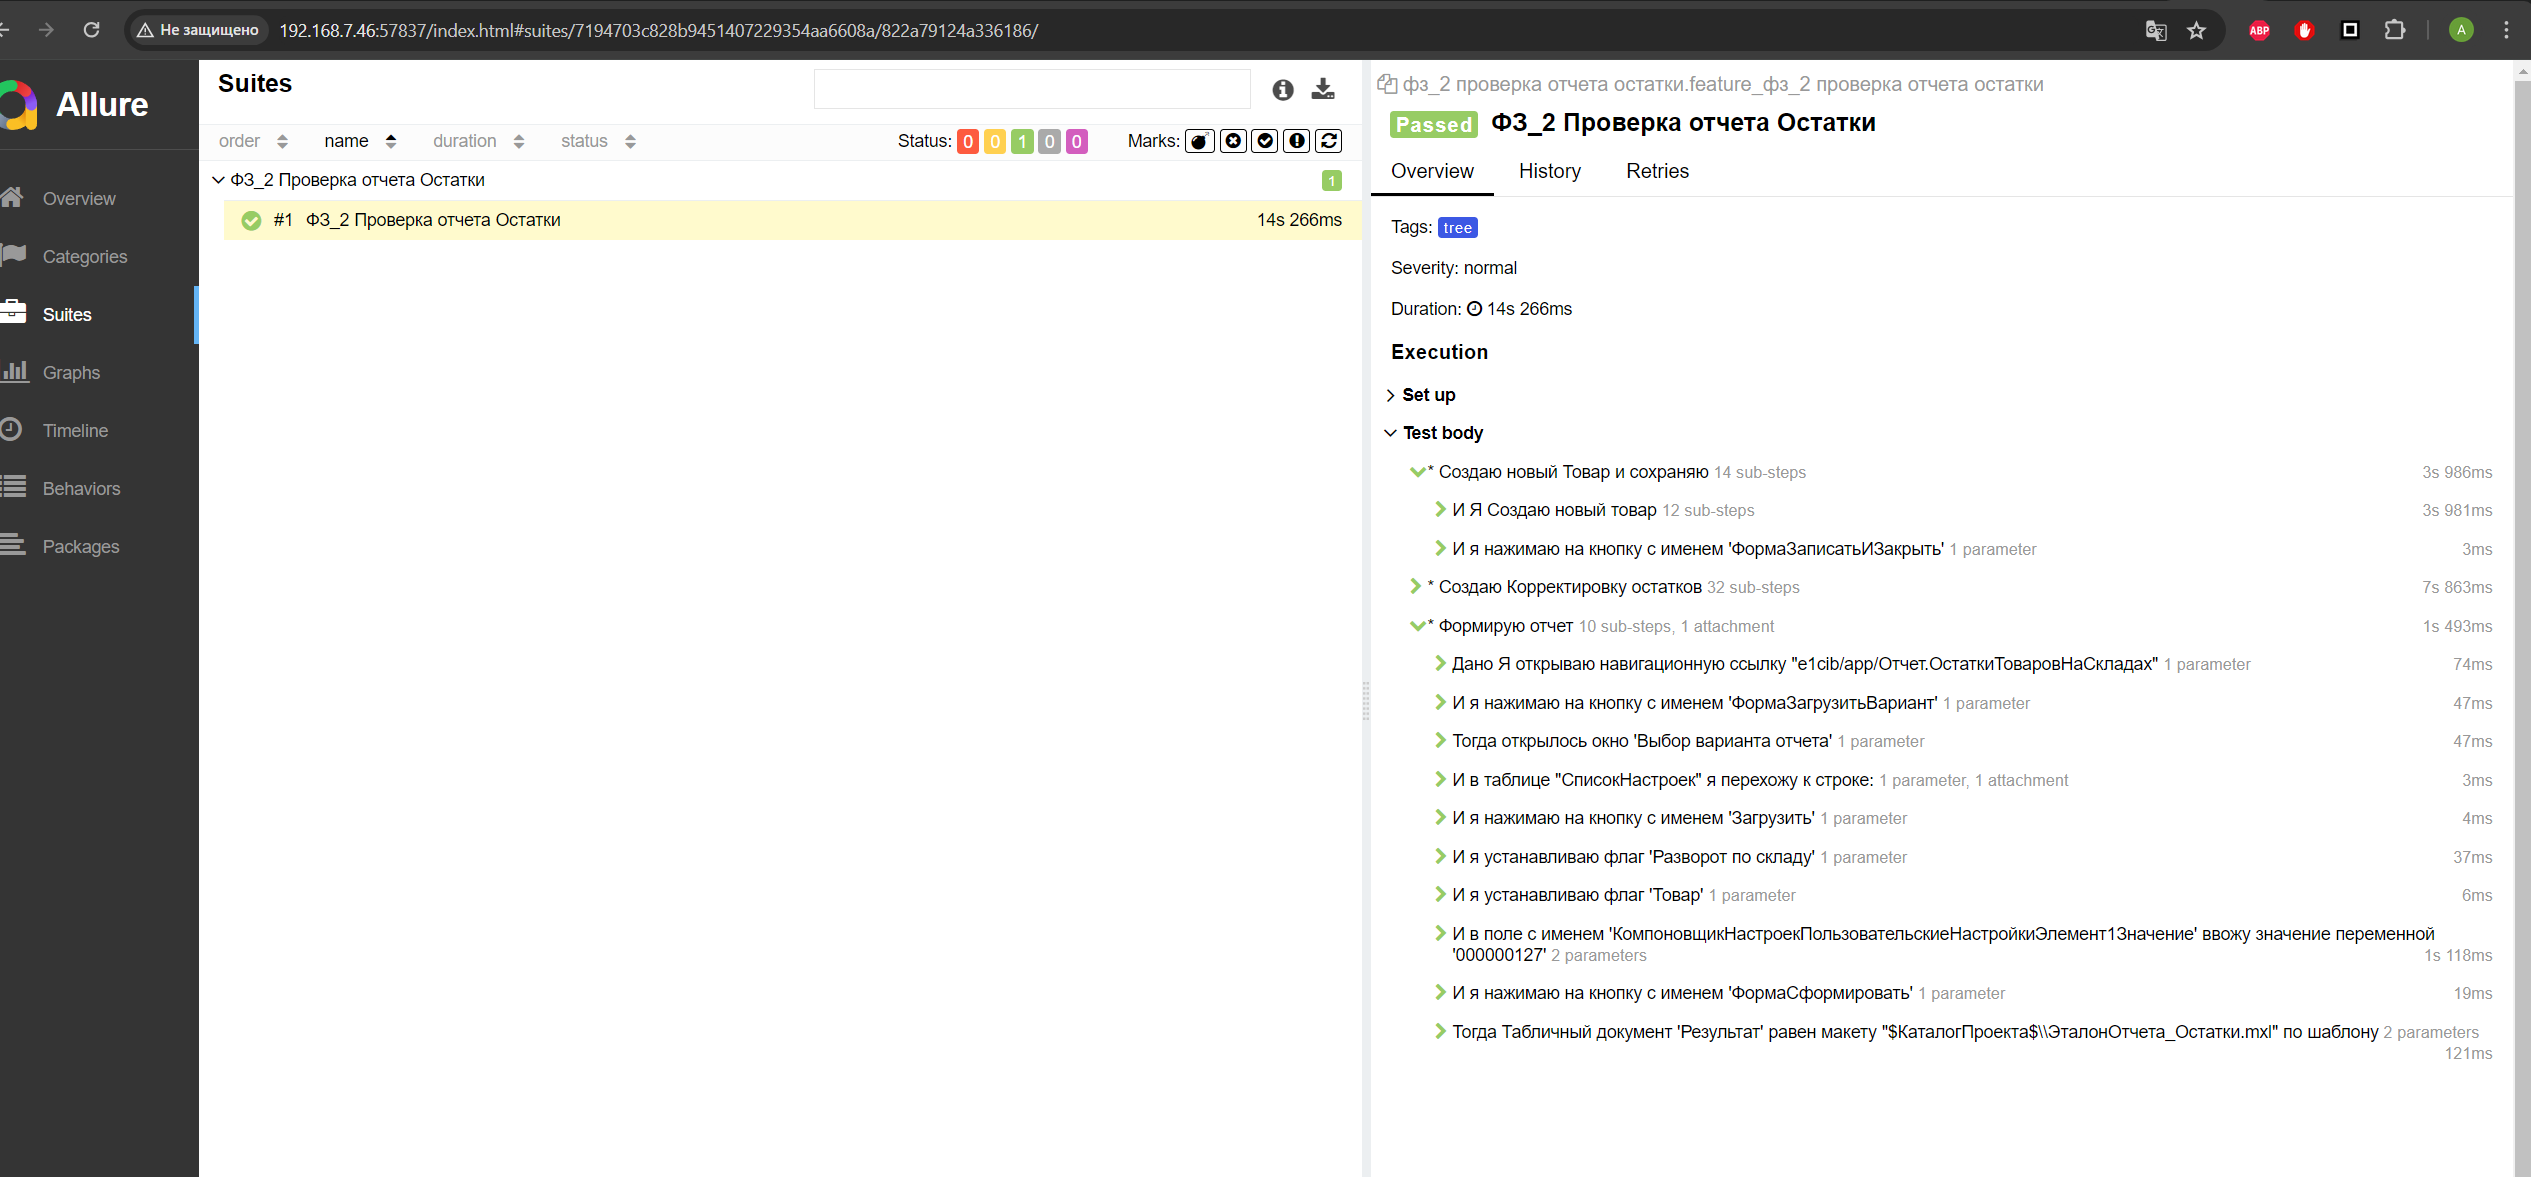 Не защищено 192.168.7.46:57837/index.html#suites/7194703c828b9451407229354aa6608a/822a79124a336186/
ABP
A
Allure
Overview
Categories
Suites
Graphs
Timeline
Behaviors
Packages
Suites
order name duration status Status: 0 0 1 0 0 Marks:
ФЗ_2 Проверка отчета Остатки 1
#1 ФЗ_2 Проверка отчета Остатки 14s 266ms
фз_2 проверка отчета остатки.feature_фз_2 проверка отчета остатки
Passed ФЗ_2 Проверка отчета Остатки
Overview History Retries
Tags: tree
Severity: normal
Duration: 14s 266ms
Execution
Set up
Test body
* Создаю новый Товар и сохраняю 14 sub-steps 3s 986ms
И Я Создаю новый товар 12 sub-steps 3s 981ms
И я нажимаю на кнопку с именем 'ФормаЗаписатьИЗакрыть' 1 parameter 3ms
* Создаю Корректировку остатков 32 sub-steps 7s 863ms
* Формирую отчет 10 sub-steps, 1 attachment 1s 493ms
Дано Я открываю навигационную ссылку "e1cib/app/Отчет.ОстаткиТоваровНаСкладах" 1 parameter 74ms
И я нажимаю на кнопку с именем 'ФормаЗагрузитьВариант' 1 parameter 47ms
Тогда открылось окно 'Выбор варианта отчета' 1 parameter 47ms
И в таблице "СписокНастроек" я перехожу к строке: 1 parameter, 1 attachment 3ms
И я нажимаю на кнопку с именем 'Загрузить' 1 parameter 4ms
И я устанавливаю флаг 'Разворот по складу' 1 parameter 37ms
И я устанавливаю флаг 'Товар' 1 parameter 6ms
И в поле с именем 'КомпоновщикНастроекПользовательскиеНастройкиЭлемент1Значение' ввожу значение переменной
'000000127' 2 parameters 1s 118ms
И я нажимаю на кнопку с именем 'ФормаСформировать' 1 parameter 19ms
Тогда Табличный документ 'Результат' равен макету "$КаталогПроекта$\\ЭталонОтчета_Остатки.mxl" по шаблону 2 parameters
121ms